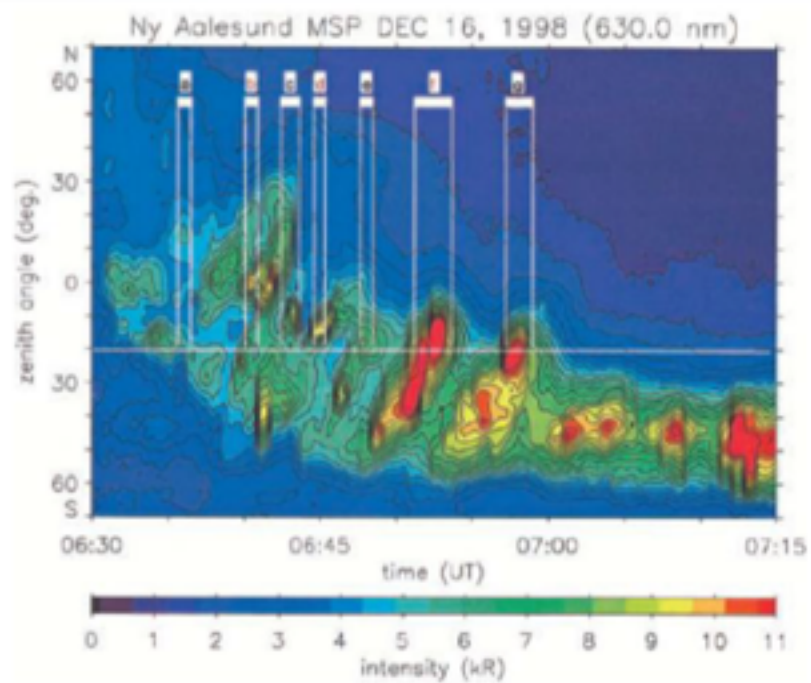 Ny Aalesund MSP DEC 16, 1998 (630.0 nm)
N
60
a b c d e f g
30
0
30
60
S
zenith angle (deg.)
06:30 06:45 07:00 07:15
time (UT)
0 1 2 3 4 5 6 7 8 9 10 11
intensity (kR)